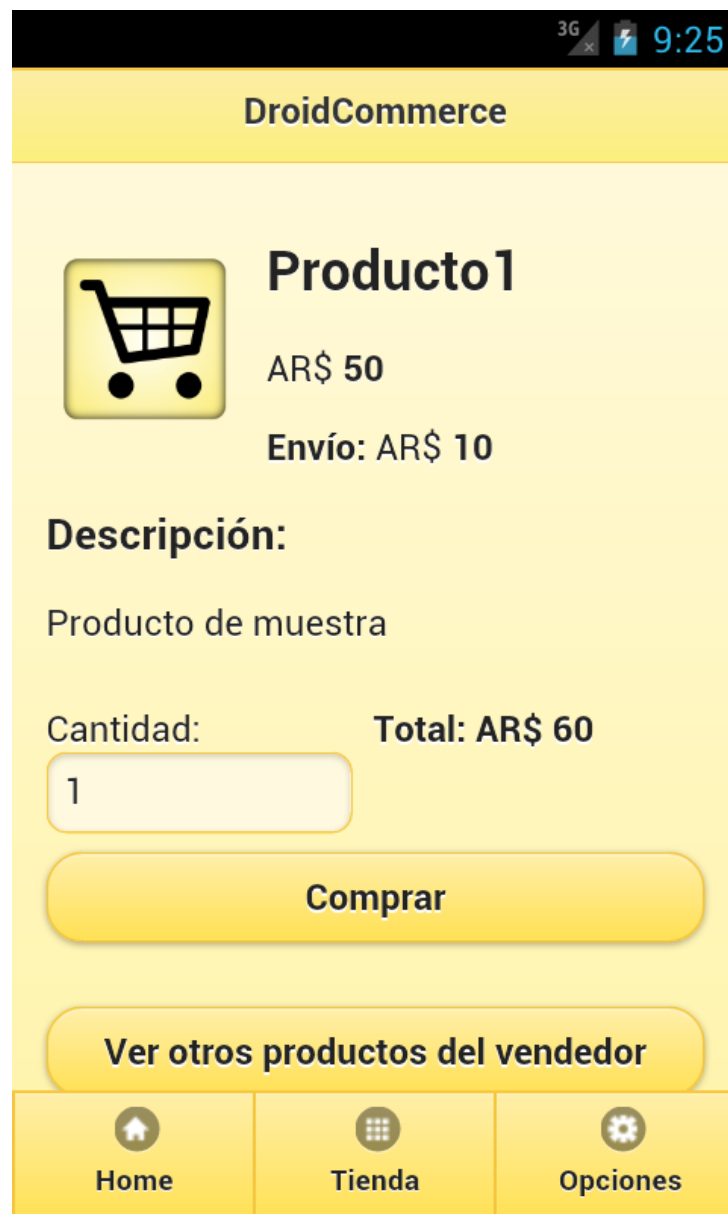 3G 9:25
DroidCommerce
Producto1
AR$ 50
Envío: AR$ 10
Descripción:
Producto de muestra
Cantidad: Total: AR$ 60
1
Comprar
Ver otros productos del vendedor
Home Tienda Opciones